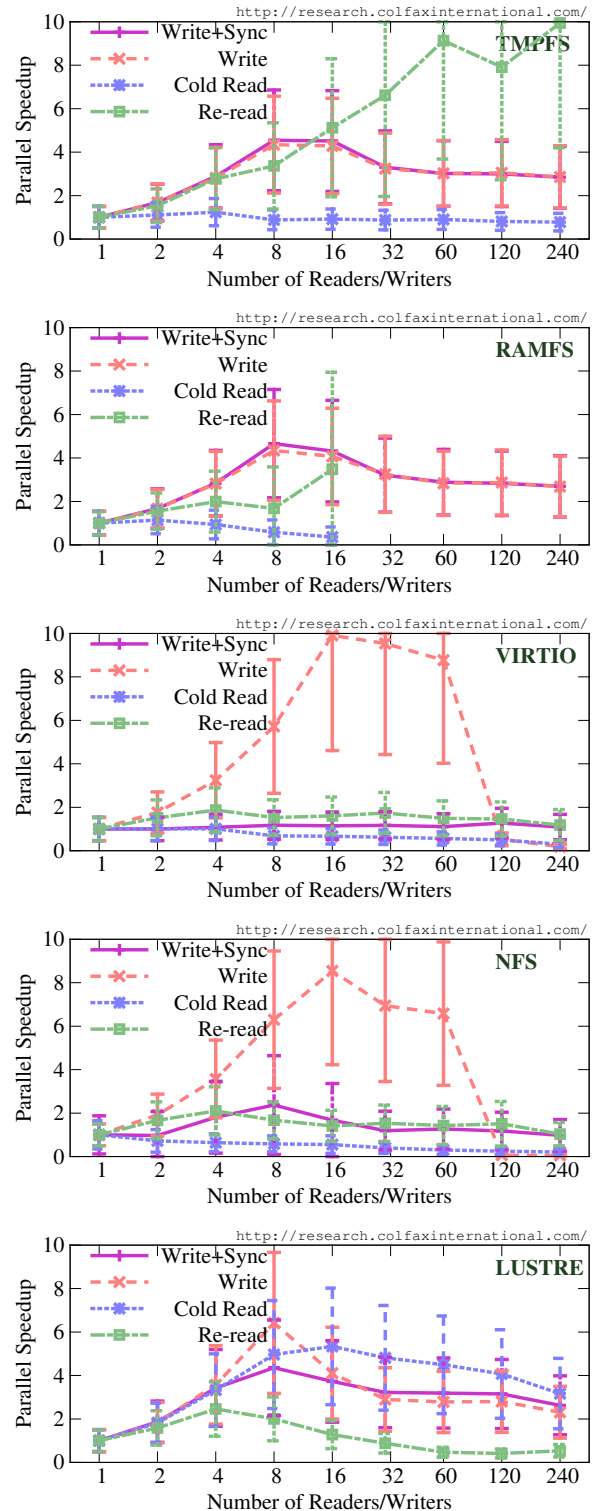 http://research.colfaxinternational.com/
10 Write+Sync TMPFS
8 Write
6 Cold Read
4 Re-read
2
0
Parallel Speedup
1 2 4 8 16 32 60 120 240
Number of Readers/Writers
http://research.colfaxinternational.com/
10 Write+Sync RAMFS
8 Write
6 Cold Read
4 Re-read
2
0
Parallel Speedup
1 2 4 8 16 32 60 120 240
Number of Readers/Writers
http://research.colfaxinternational.com/
10 Write+Sync VIRTIO
8 Write
6 Cold Read
4 Re-read
2
0
Parallel Speedup
1 2 4 8 16 32 60 120 240
Number of Readers/Writers
http://research.colfaxinternational.com/
10 Write+Sync NFS
8 Write
6 Cold Read
4 Re-read
2
0
Parallel Speedup
1 2 4 8 16 32 60 120 240
Number of Readers/Writers
http://research.colfaxinternational.com/
10 Write+Sync LUSTRE
8 Write
6 Cold Read
4 Re-read
2
0
Parallel Speedup
1 2 4 8 16 32 60 120 240
Number of Readers/Writers